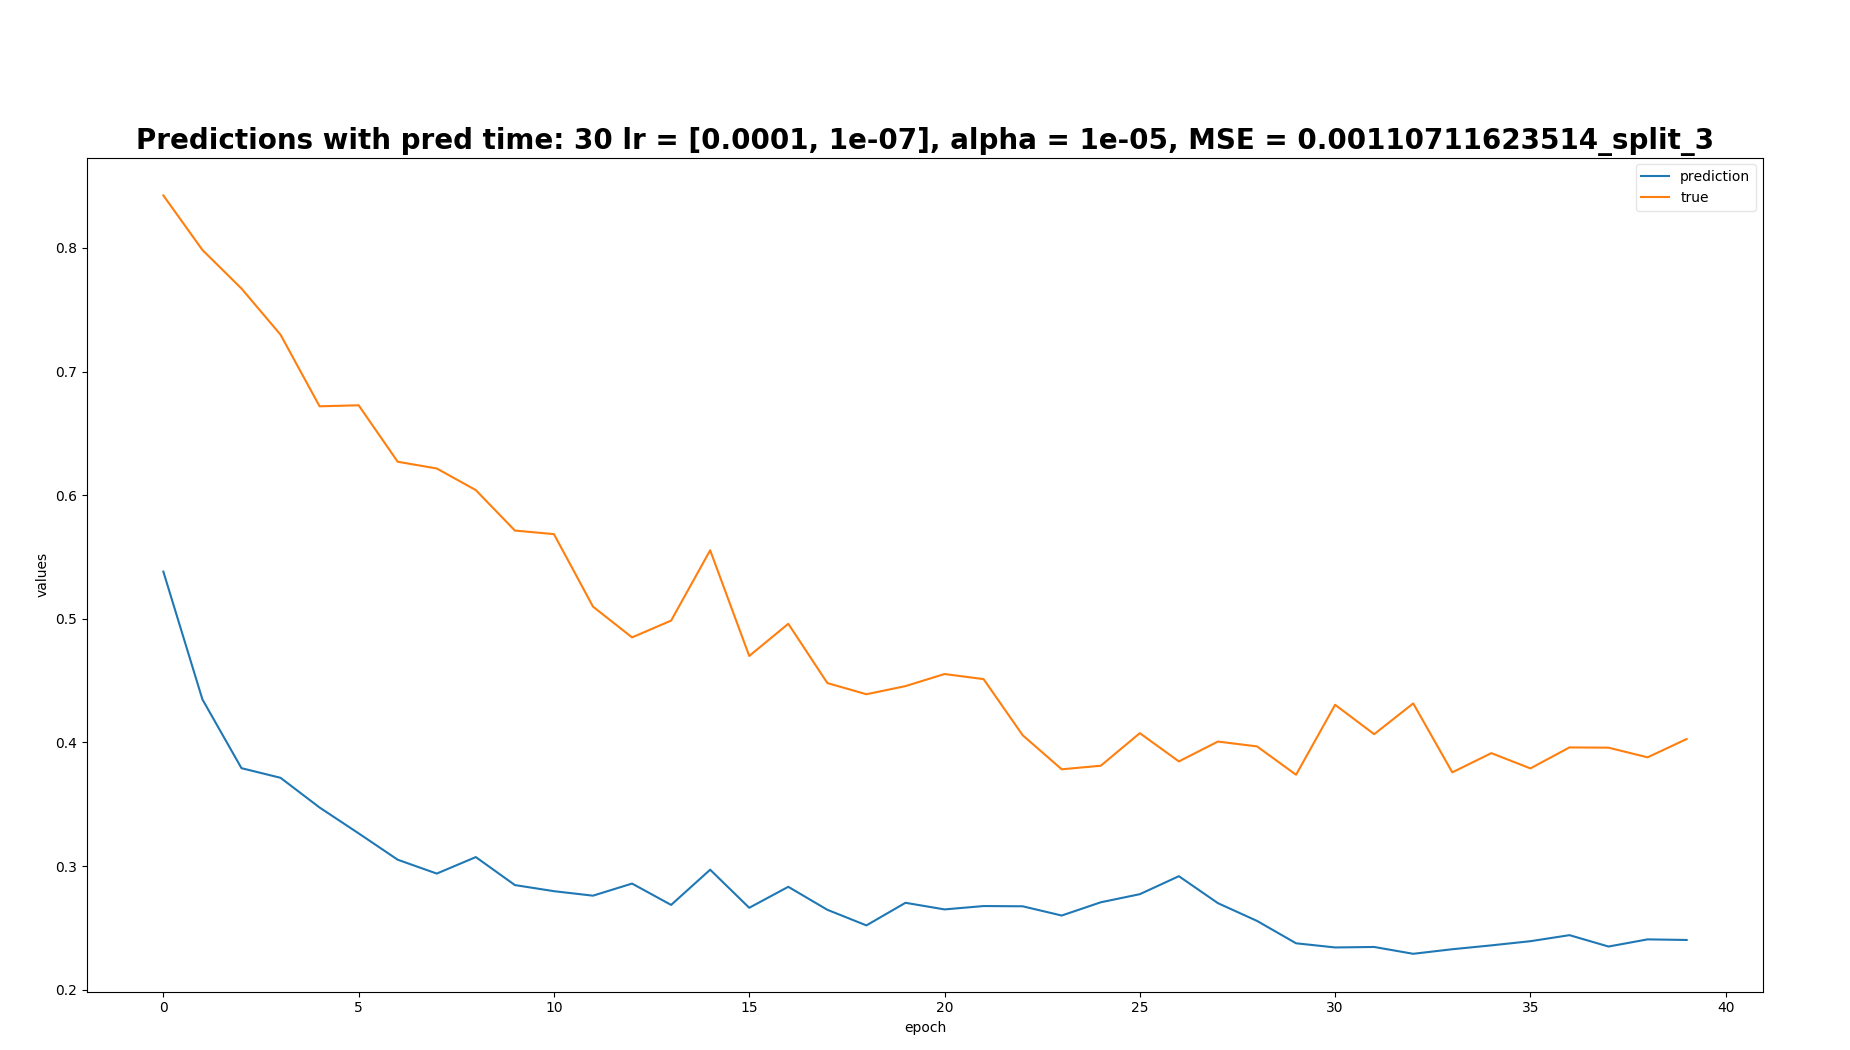 Predictions with pred time: 30 lr = [0.0001, 1e-07], alpha = 1e-05, MSE = 0.00110711623514_split_3
prediction
true
values
0.8
0.7
0.6
0.5
0.4
0.3
0.2
0 5 10 15 20 25 30 35 40
epoch